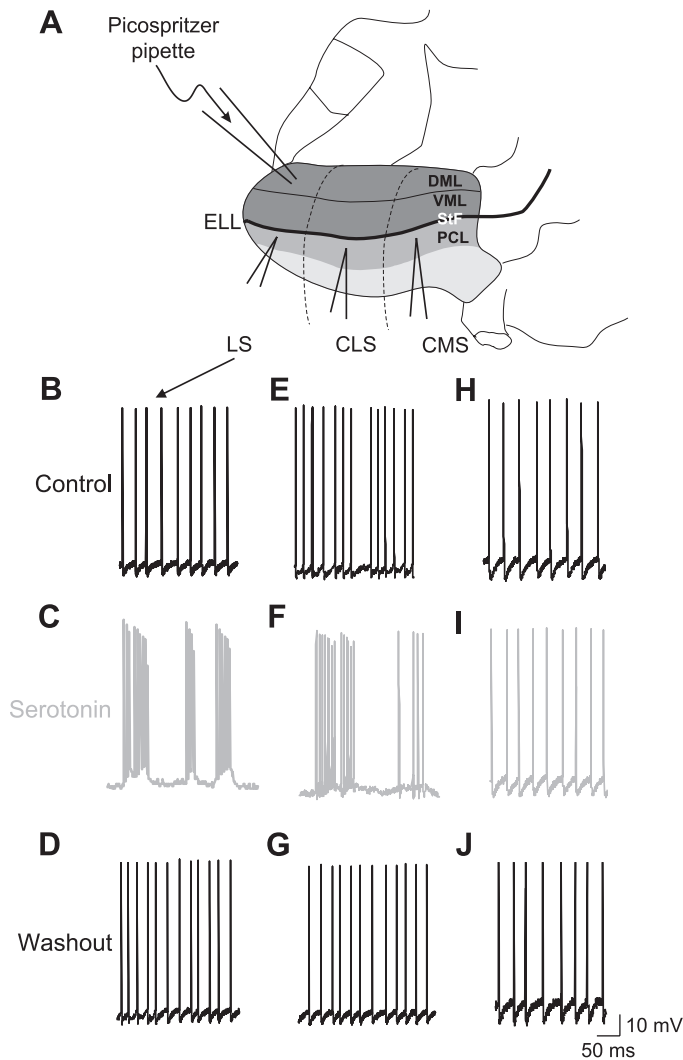 A
Picospritzer
pipette
DML
VML
StF
PCL
ELL
LS
CLS
CMS
B
E
H
Control
C
F
I
Serotonin
D
G
J
Washout
10 mV
50 ms